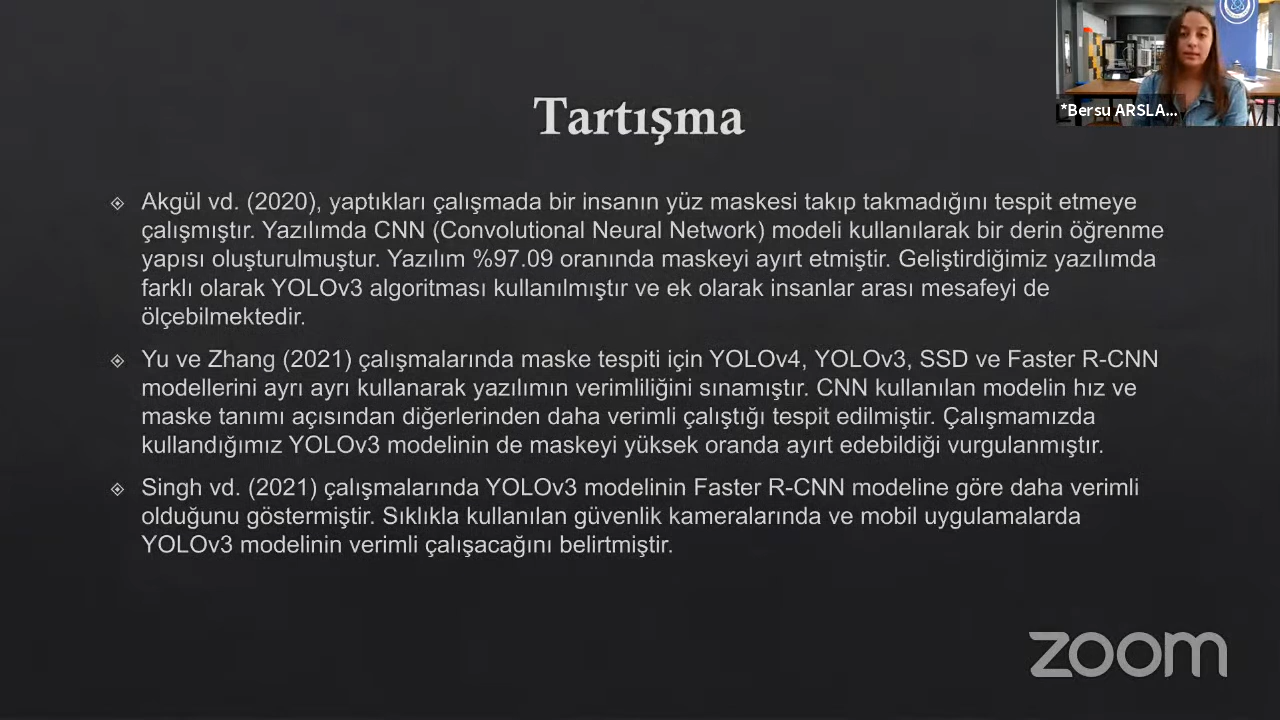 *Bersu ARSLA...
Tartışma
Akgül vd. (2020), yaptıkları çalışmada bir insanın yüz maskesi takıp takmadığını tespit etmeye
çalışmıştır. Yazılımda CNN (Convolutional Neural Network) modeli kullanılarak bir derin öğrenme
yapısı oluşturulmuştur. Yazılım %97.09 oranında maskeyi ayırt etmiştir. Geliştirdiğimiz yazılımda
farklı olarak YOLOv3 algoritması kullanılmıştır ve ek olarak insanlar arası mesafeyi de
ölçebilmektedir.
Yu ve Zhang (2021) çalışmalarında maske tespiti için YOLOv4, YOLOv3, SSD ve Faster R-CNN
modellerini ayrı ayrı kullanarak yazılımın verimliliğini sınamıştır. CNN kullanılan modelin hız ve
maske tanımı açısından diğerlerinden daha verimli çalıştığı tespit edilmiştir. Çalışmamızda
kullandığımız YOLOv3 modelinin de maskeyi yüksek oranda ayırt edebildiği vurgulanmıştır.
Singh vd. (2021) çalışmalarında YOLOv3 modelinin Faster R-CNN modeline göre daha verimli
olduğunu göstermiştir. Sıklıkla kullanılan güvenlik kameralarında ve mobil uygulamalarda
YOLOv3 modelinin verimli çalışacağını belirtmiştir.
zoom